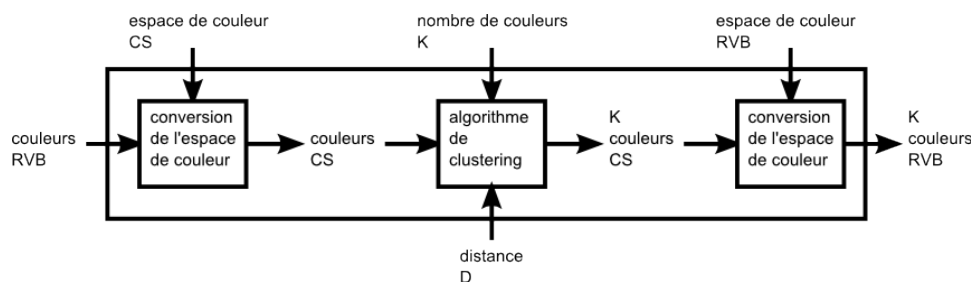 espace de couleur
CS
nombre de couleurs
K
espace de couleur
RVB
couleurs
RVB
conversion
de l'espace
de couleur
couleurs
CS
algorithme
de
clustering
K
couleurs
CS
conversion
de l'espace
de couleur
K
couleurs
RVB
distance
D